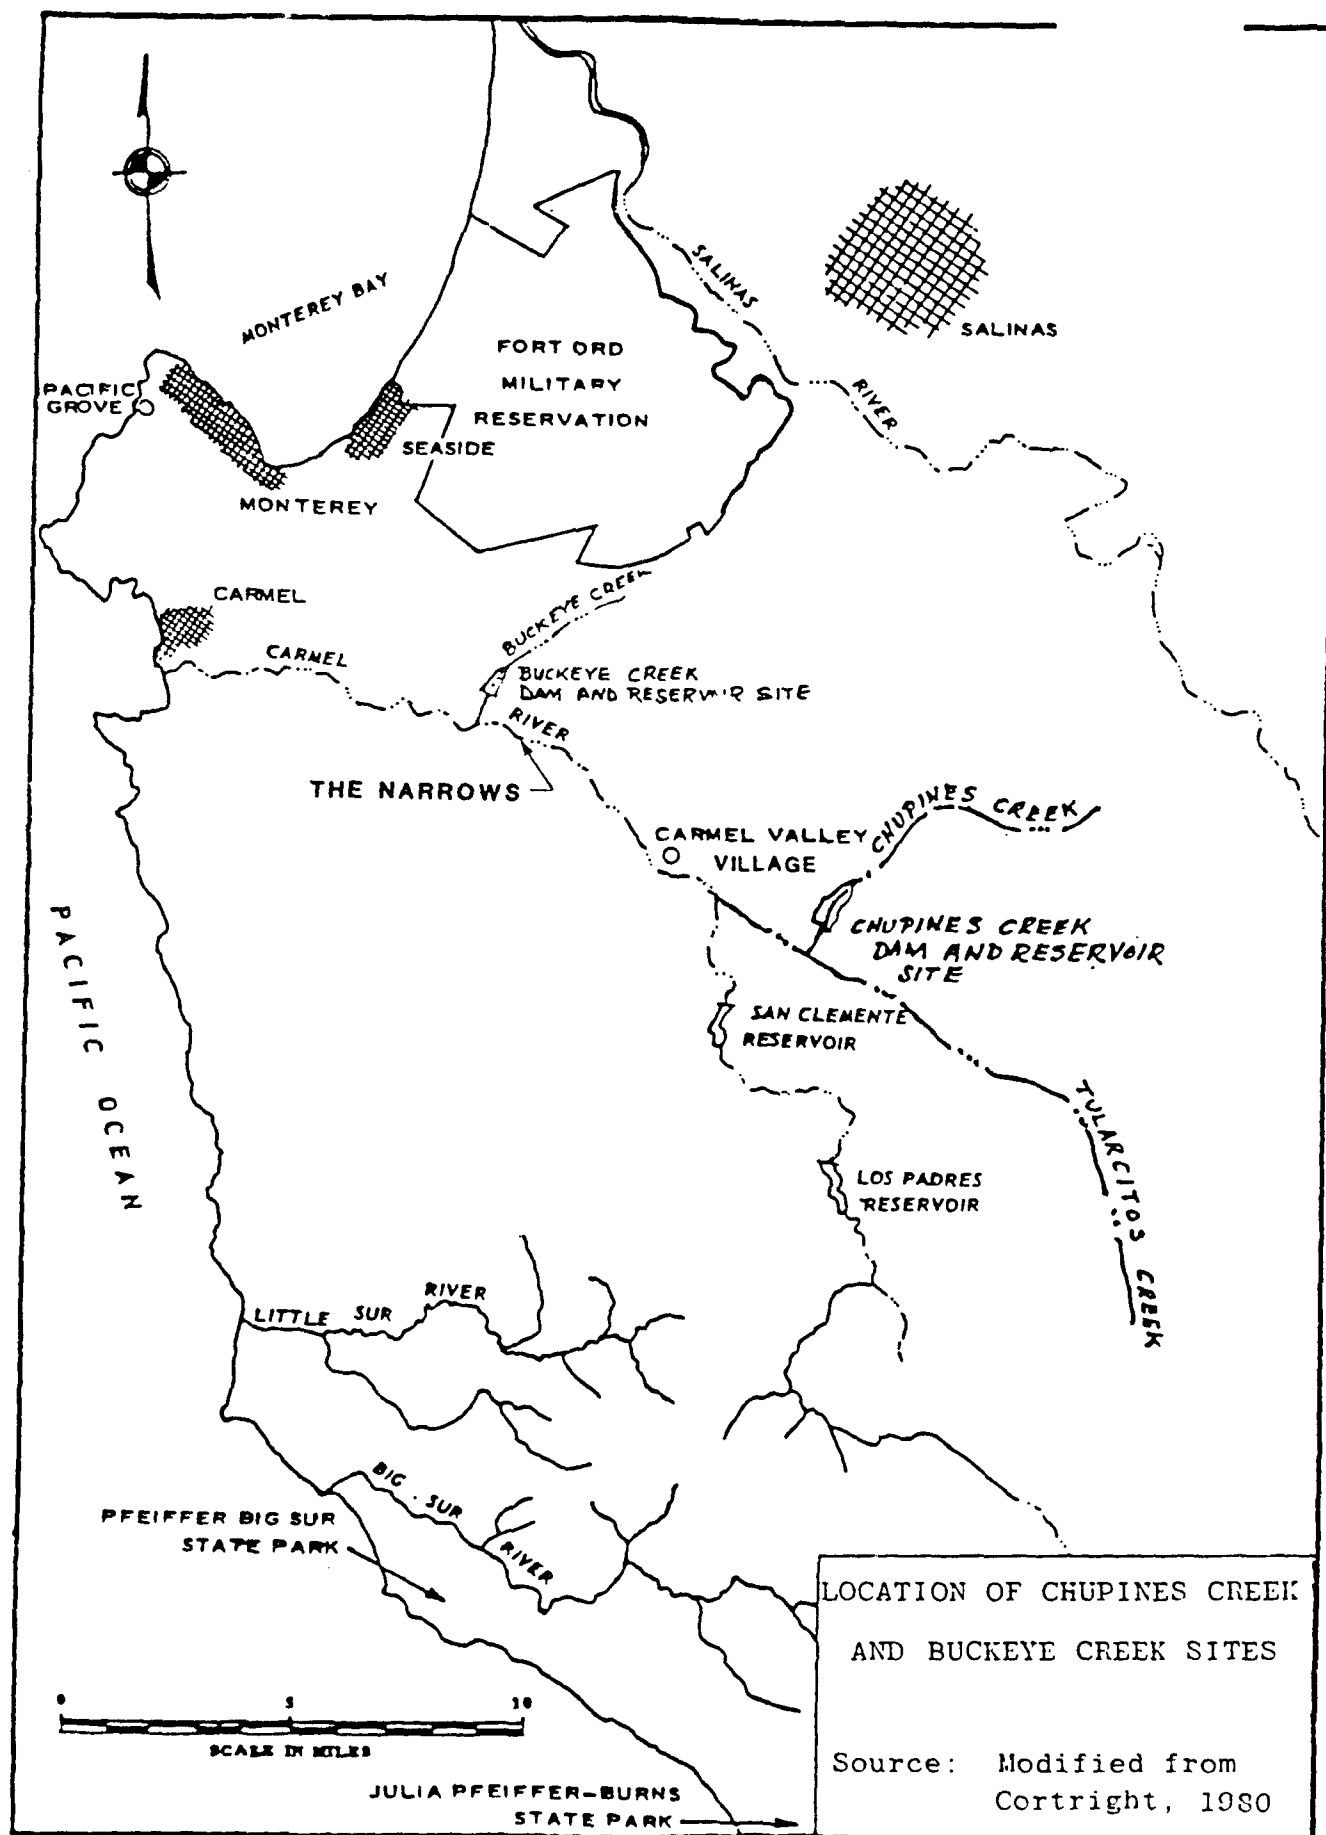 SALINAS
RIVER
SALINAS
MONTEREY BAY
FORT ORD
MILITARY
RESERVATION
PACIFIC
GROVE
SEASIDE
MONTEREY
CARMEL
BUCKEYE CREEK
CARMEL
BUCKEYE CREEK
DAM AND RESERVOIR SITE
RIVER
THE NARROWS
CHUPINES CREEK
CARMEL VALLEY
VILLAGE
CHUPINES CREEK
DAM AND RESERVOIR
SITE
PACIFIC OCEAN
SAN CLEMENTE
RESERVOIR
TULARCITOS CREEK
LOS PADRES
RESERVOIR
LITTLE SUR RIVER
BIG SUR RIVER
PFEIFFER BIG SUR
STATE PARK
0 5 10
SCALE IN MILES
JULIA PFEIFFER-BURNS
STATE PARK
LOCATION OF CHUPINES CREEK
AND BUCKEYE CREEK SITES
Source: Modified from
Cortright, 1980